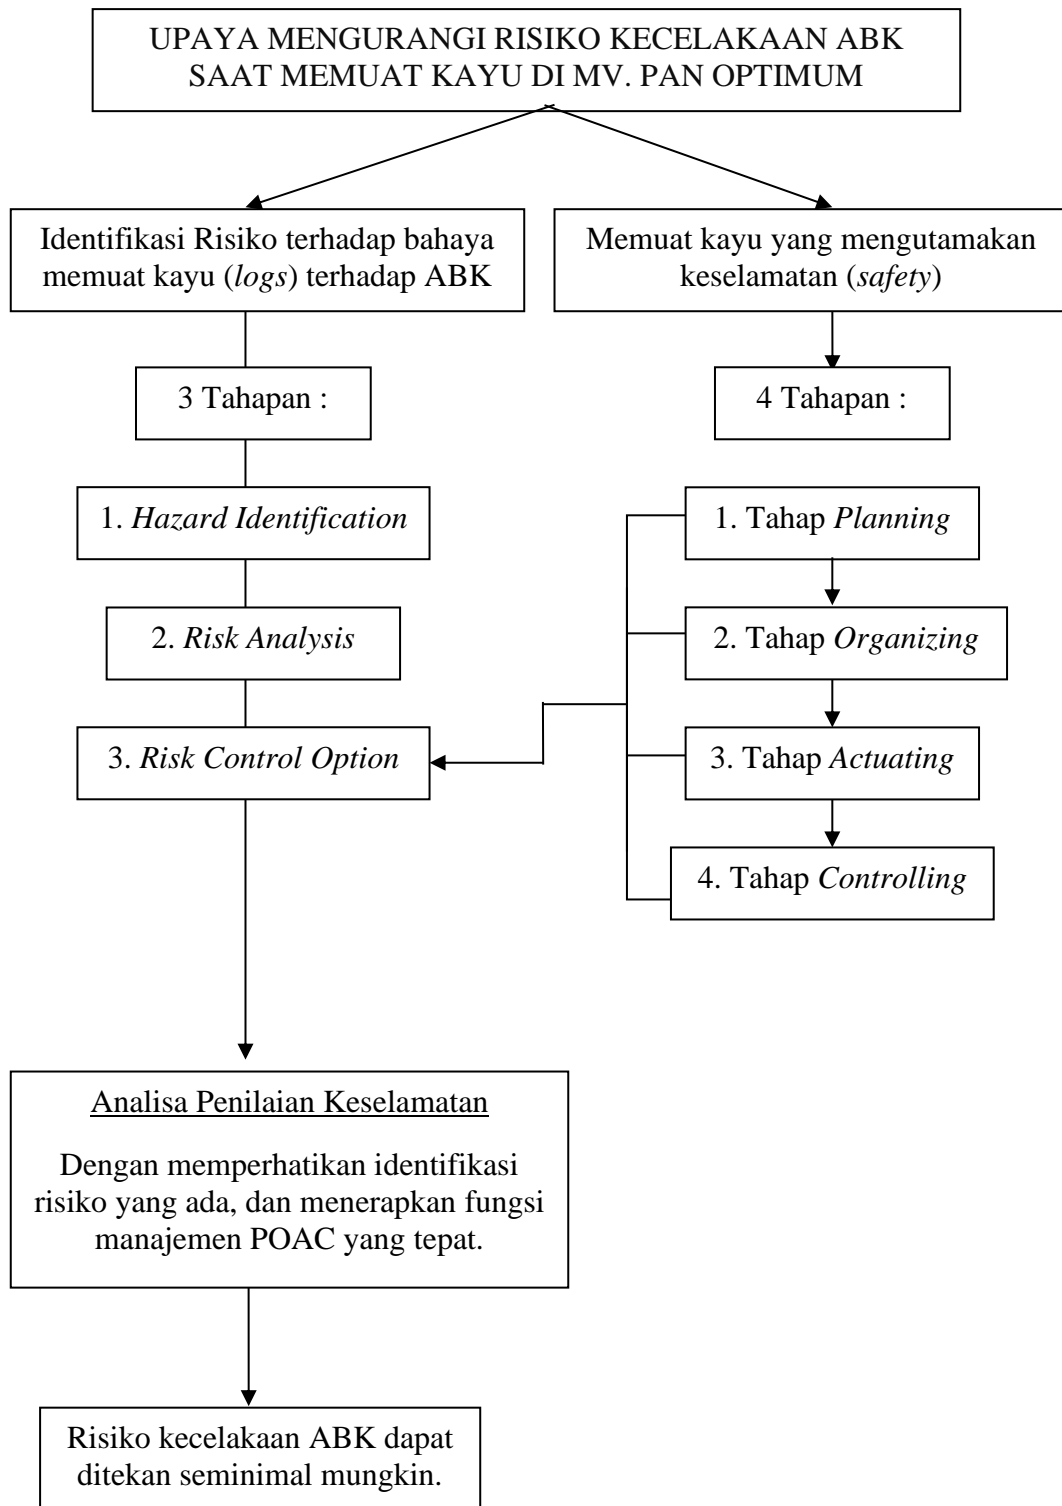 UPAYA MENGURANGI RISIKO KECELAKAAN ABK
SAAT MEMUAT KAYU DI MV. PAN OPTIMUM
Identifikasi Risiko terhadap bahaya
memuat kayu (logs) terhadap ABK
Memuat kayu yang mengutamakan
keselamatan (safety)
3 Tahapan :
4 Tahapan :
1. Hazard Identification
2. Risk Analysis
3. Risk Control Option
1. Tahap Planning
2. Tahap Organizing
3. Tahap Actuating
4. Tahap Controlling
Analisa Penilaian Keselamatan
Dengan memperhatikan identifikasi
risiko yang ada, dan menerapkan fungsi
manajemen POAC yang tepat.
Risiko kecelakaan ABK dapat
ditekan seminimal mungkin.